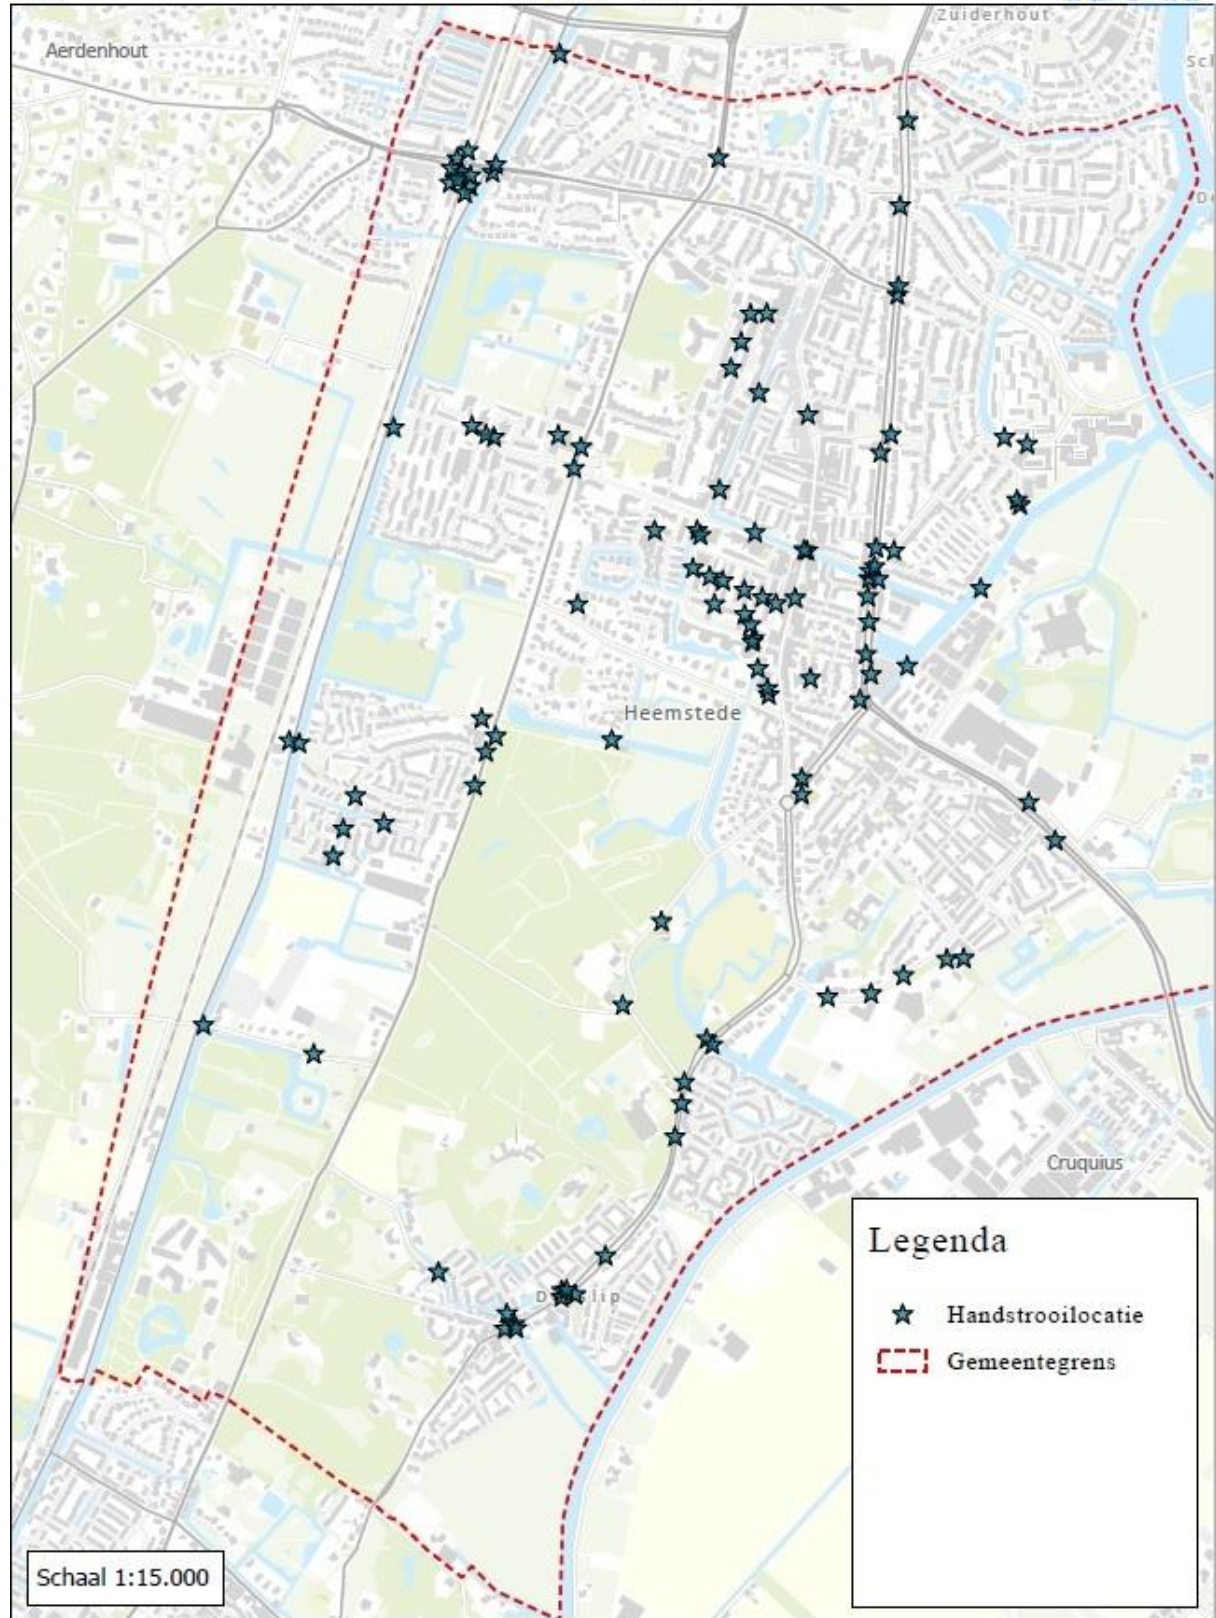 Zuiderhout
Aerdenhout
Heemstede
Cruquius
Legenda
Handstrooilocatie
Gemeentegrens
Schaal 1:15.000